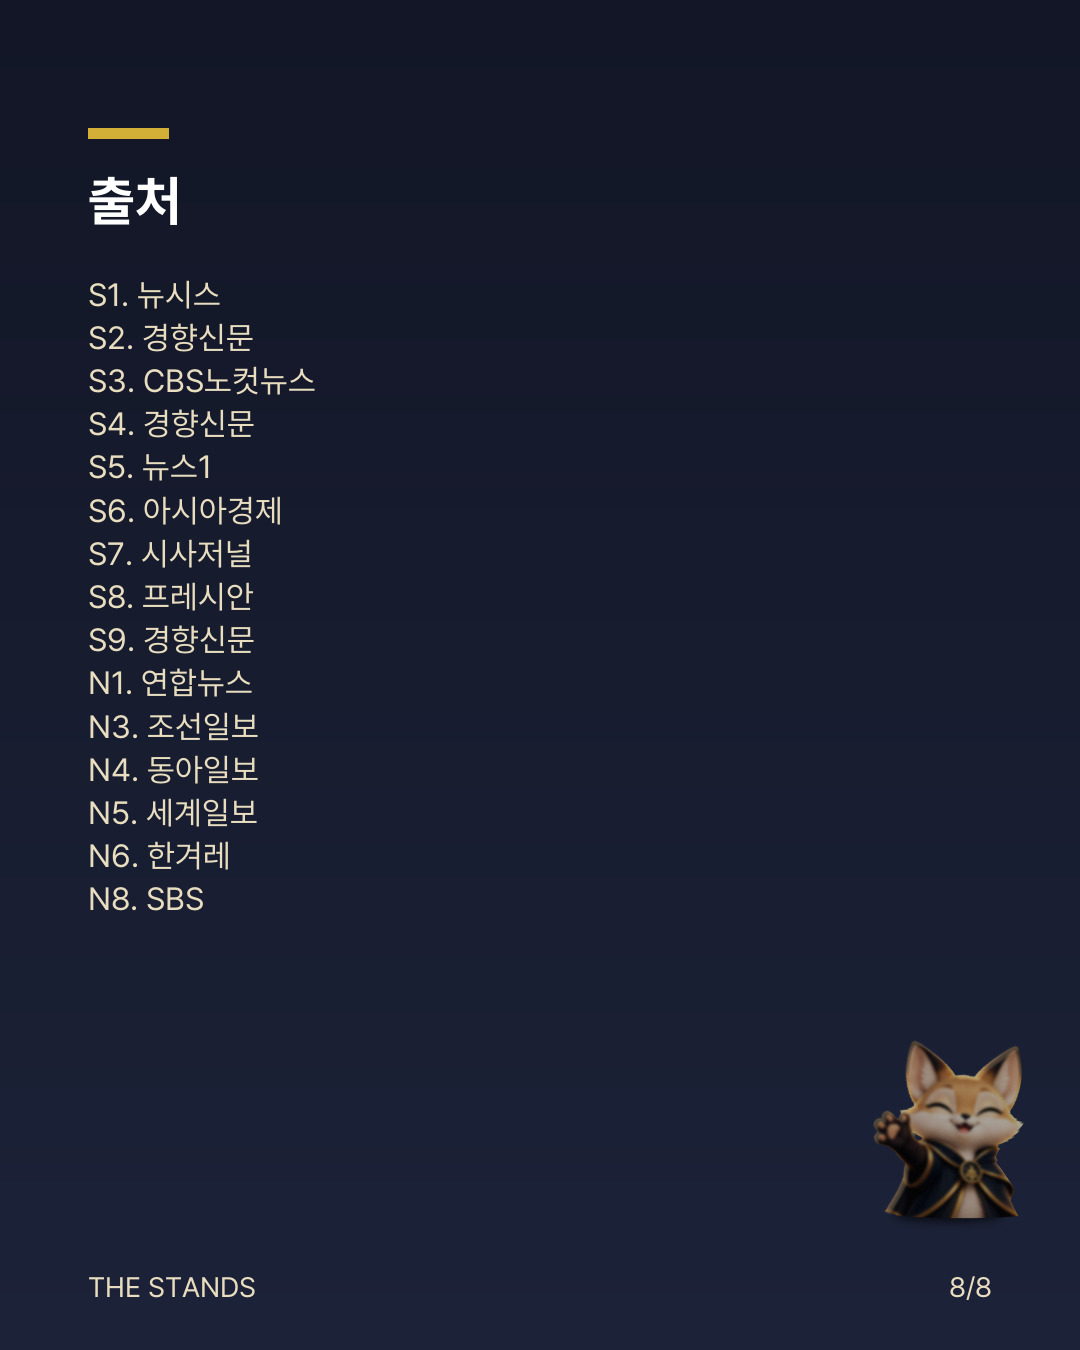 출처
S1. 뉴시스
S2. 경향신문
S3. CBS노컷뉴스
S4. 경향신문
S5. 뉴스1
S6. 아시아경제
S7. 시사저널
S8. 프레시안
S9. 경향신문
N1. 연합뉴스
N3. 조선일보
N4. 동아일보
N5. 세계일보
N6. 한겨레
N8. SBS
THE STANDS
8/8